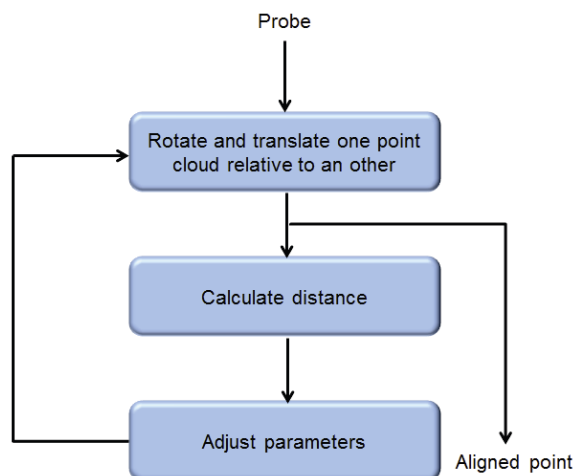 Probe
Rotate and translate one point
cloud relative to an other
Calculate distance
Adjust parameters
Aligned point